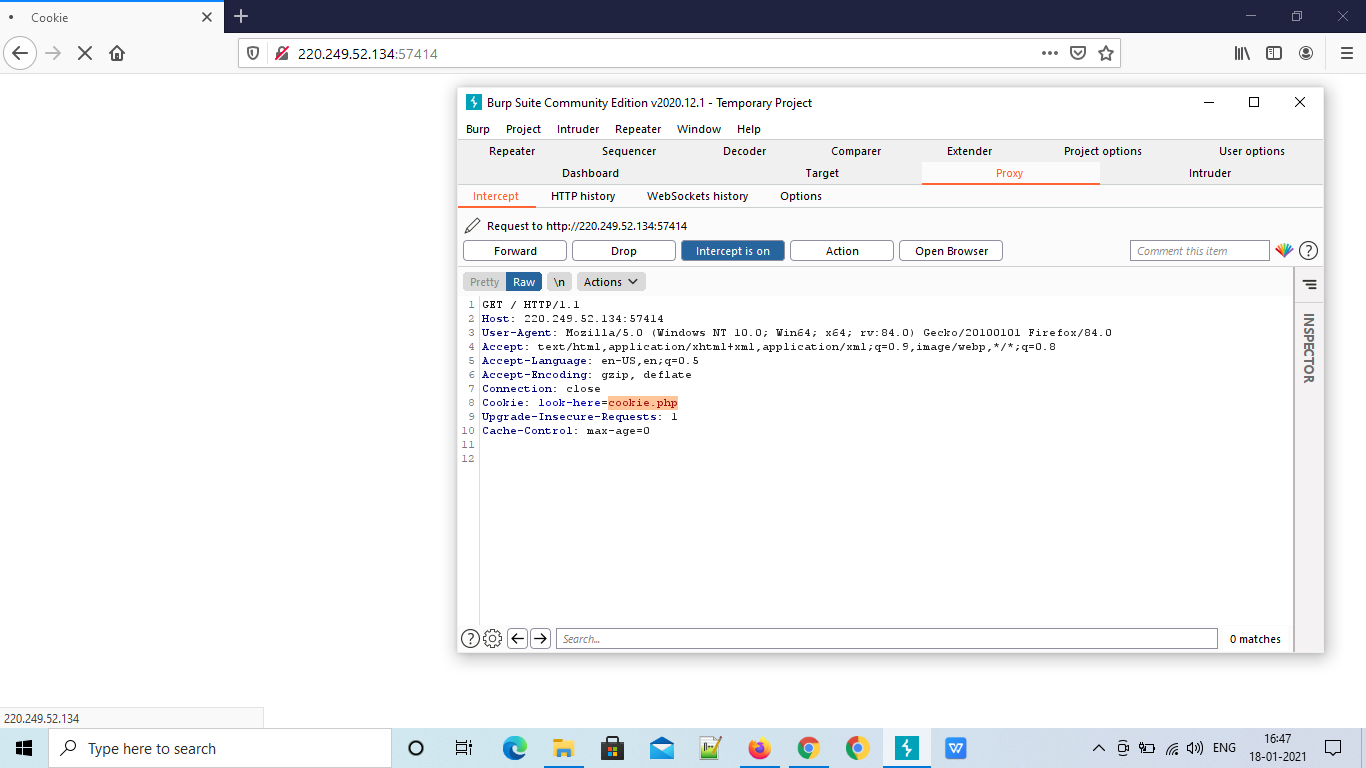 Cookie
220.249.52.134:57414
Burp Suite Community Edition v2020.12.1 - Temporary Project
Burp Project Intruder Repeater Window Help
Repeater Sequencer Decoder Comparer Extender Project options User options
Dashboard Target Proxy Intruder
Intercept HTTP history WebSockets history Options
Request to http://220.249.52.134:57414
Forward Drop Intercept is on Action Open Browser Comment this item
Pretty Raw \n Actions
1 GET / HTTP/1.1
2 Host: 220.249.52.134:57414
3 User-Agent: Mozilla/5.0 (Windows NT 10.0; Win64; x64; rv:84.0) Gecko/20100101 Firefox/84.0
4 Accept: text/html,application/xhtml+xml,application/xml;q=0.9,image/webp,*/*;q=0.8
5 Accept-Language: en-US,en;q=0.5
6 Accept-Encoding: gzip, deflate
7 Connection: close
8 Cookie: look-here=cookie.php
9 Upgrade-Insecure-Requests: 1
10 Cache-Control: max-age=0
11
12
INSPECTOR
Search... 0 matches
220.249.52.134
Type here to search
ENG
16:47
18-01-2021